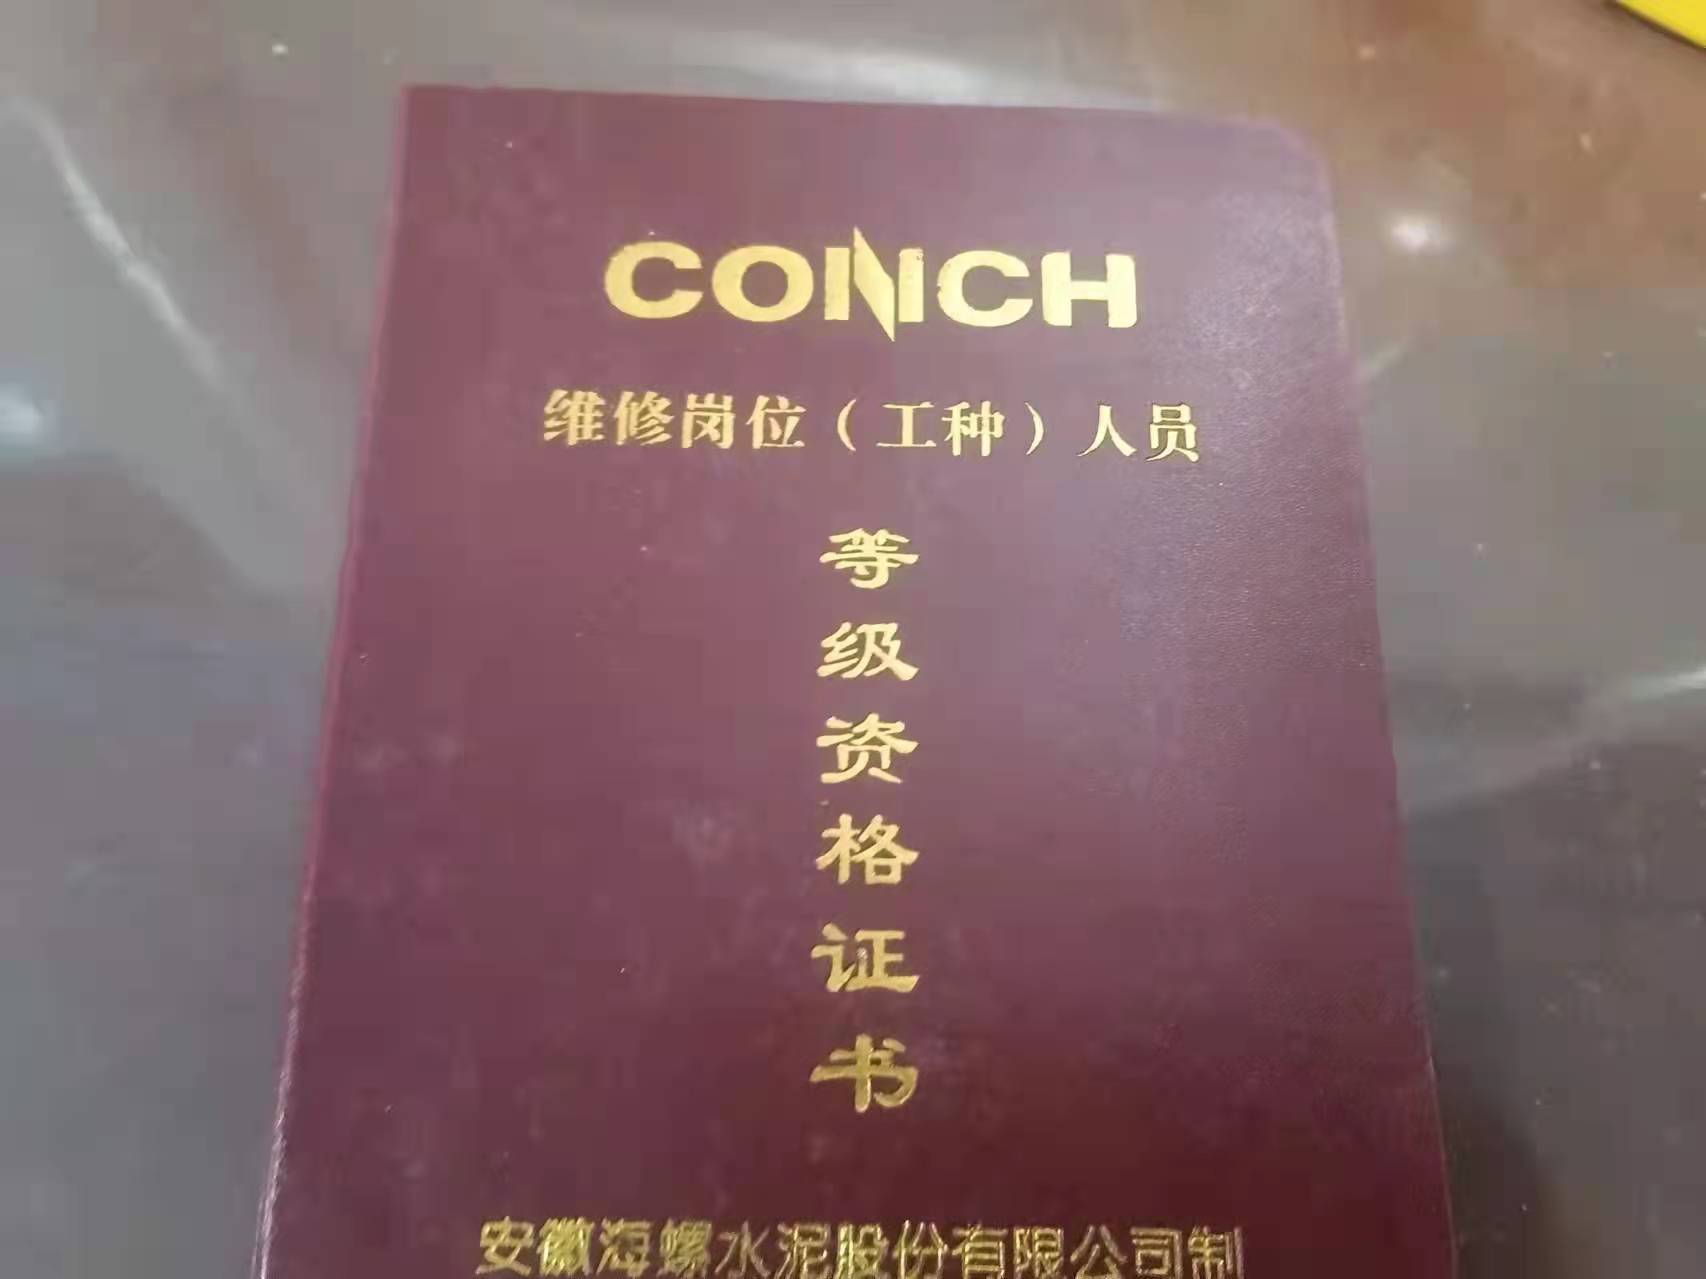 CONCH
维修岗位（工种）人员
等级资格证书
安徽海螺水泥股份有限公司制